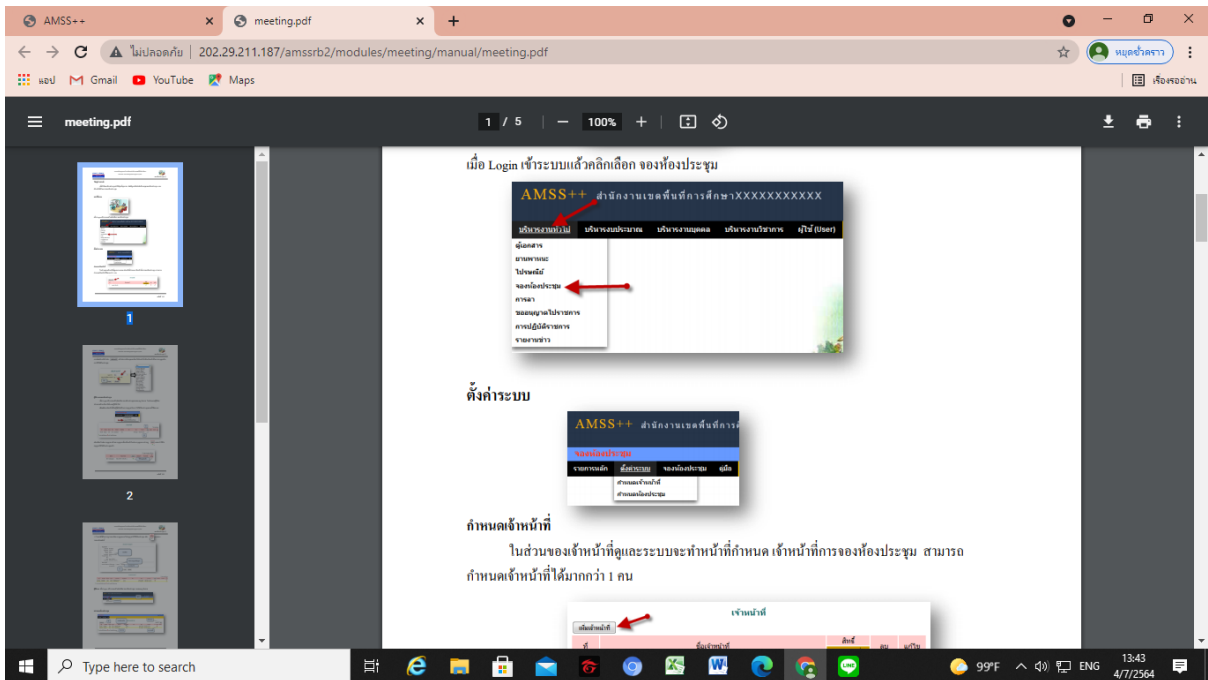 AMSS++
meeting.pdf
ไม่ปลอดภัย | 202.29.211.187/amssrb2/modules/meeting/manual/meeting.pdf
หมุดชั่วคราว
แอป Gmail YouTube Maps
เรื่องรออ่าน
meeting.pdf
1 / 5
100%
เมื่อ Login เข้าระบบแล้วคลิกเลือก จองห้องประชุม
AMSS++ สำนักงานเขตพื้นที่การศึกษาXXXXXXXXXXX
บริหารงานทั่วไป บริหารงบประมาณ บริหารงานบุคคล บริหารงานวิชาการ ผู้ใช้ (User)
ตู้เอกสาร
ยานพาหนะ
ไปรษณีย์
จองห้องประชุม
การลา
ขออนุญาตไปราชการ
การปฏิบัติราชการ
รายงานข่าว
1
ตั้งค่าระบบ
AMSS++ สำนักงานเขตพื้นที่การ
จองห้องประชุม
รายการหลัก ตั้งค่าระบบ จองห้องประชุม คู่มือ
กำหนดเจ้าหน้าที่
กำหนดห้องประชุม
2
กำหนดเจ้าหน้าที่
ในส่วนของเจ้าหน้าที่ดูแลระบบจะทำหน้าที่กำหนด เจ้าหน้าที่การจองห้องประชุม สามารถ
กำหนดเจ้าหน้าที่ได้มากกว่า 1 คน
เจ้าหน้าที่
เพิ่มเจ้าหน้าที่
ที่ ชื่อเจ้าหน้าที่ สิทธิ์ ลบ แก้ไข
Type here to search
99°F
ENG
13:43
4/7/2564